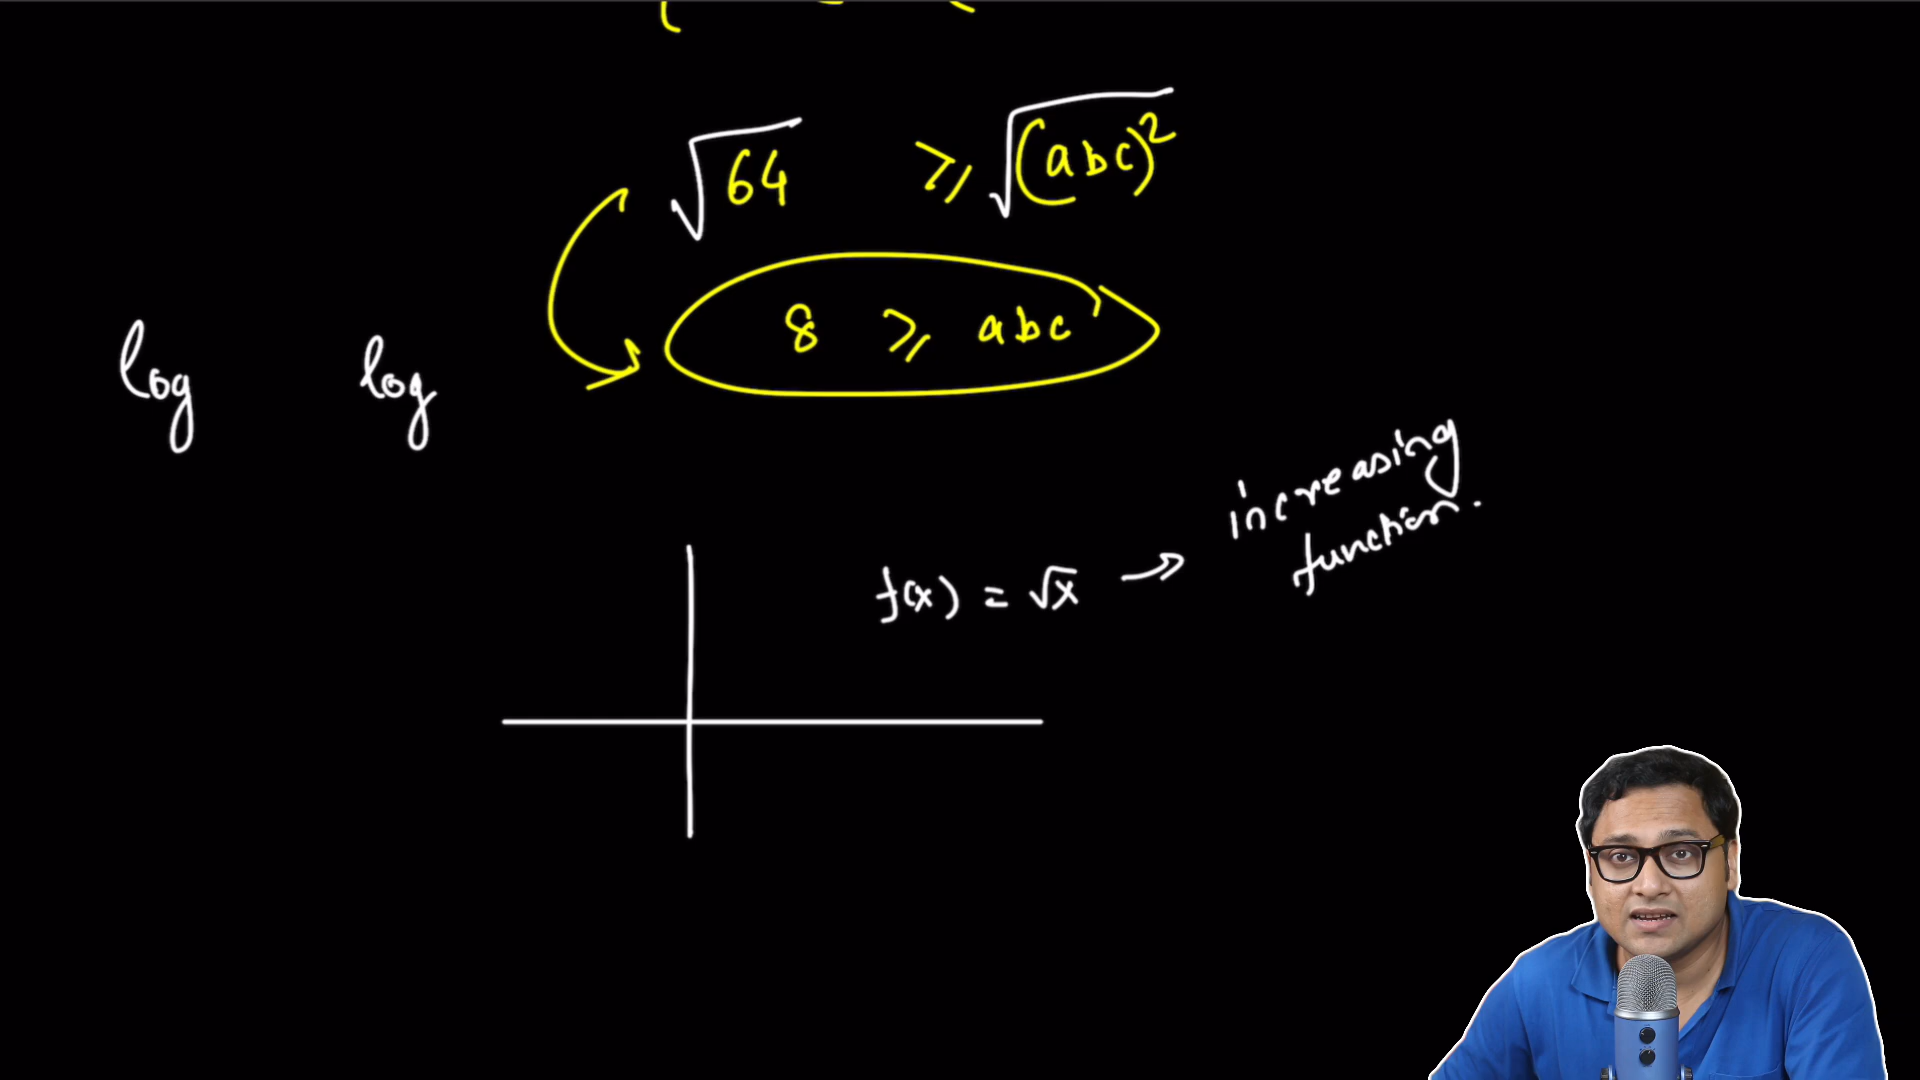 √64 ⩾ √(abc)²
8 ⩾ abc
log log
increasing
function.
f(x) = √x →